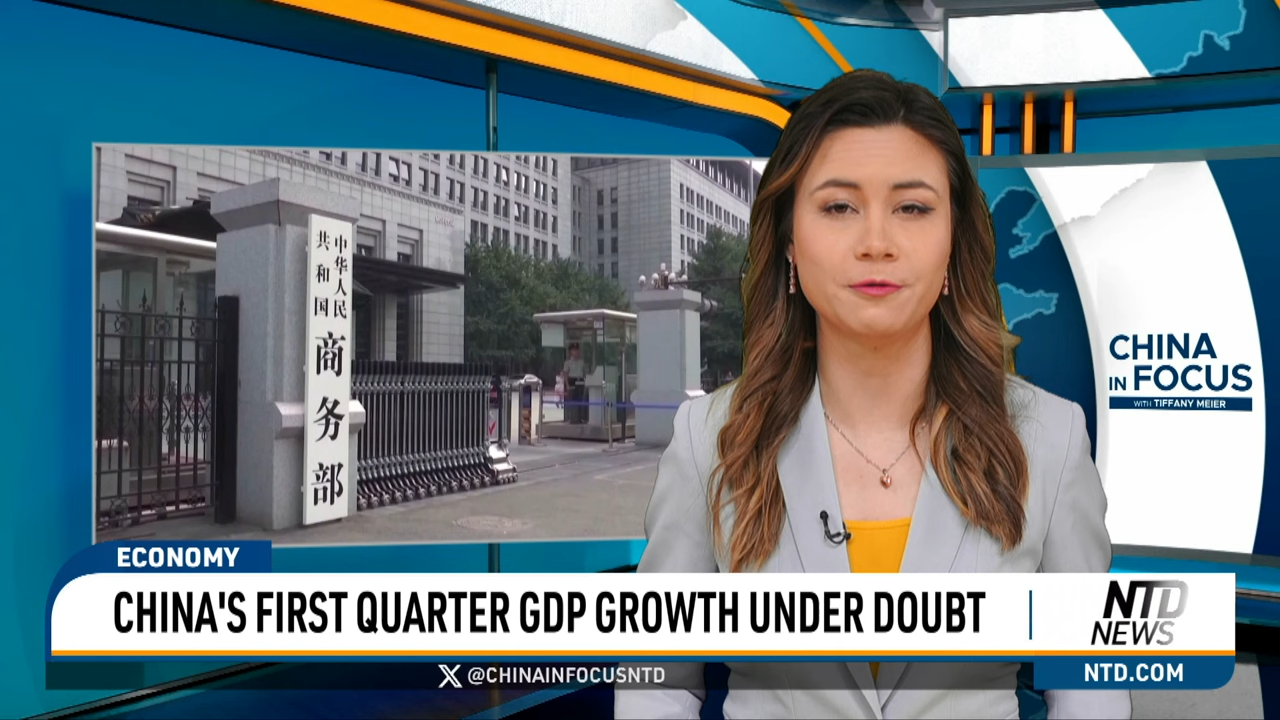 中华人民
共和国
商务部
CHINA
IN FOCUS
WITH TIFFANY MEIER
ECONOMY
CHINA'S FIRST QUARTER GDP GROWTH UNDER DOUBT
NTD
NEWS
X @CHINAINFOCUSNTD
NTD.COM